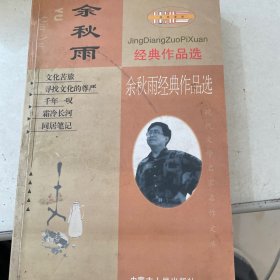 余秋雨
YU
JingDiangZuoPiXuan
经典作品选
文化苦旅
寻找文化的尊严
千年一叹
霜冷长河
同居笔记
余秋雨经典作品选